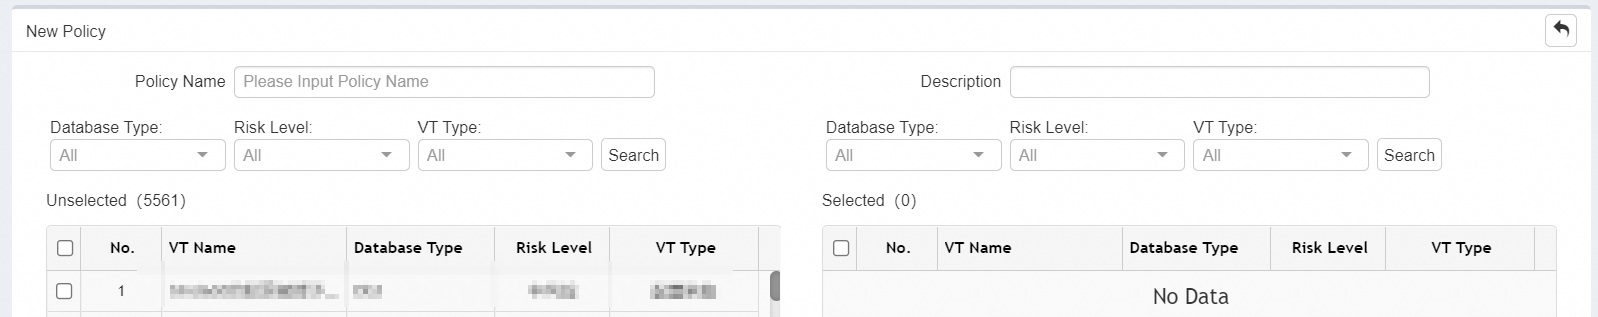 New Policy
Policy Name Please Input Policy Name Description
Database Type: Risk Level: VT Type: Database Type: Risk Level: VT Type:
All All All Search All All All Search
Unselected (5561) Selected (0)
No. VT Name Database Type Risk Level VT Type No. VT Name Database Type Risk Level VT Type
1
No Data